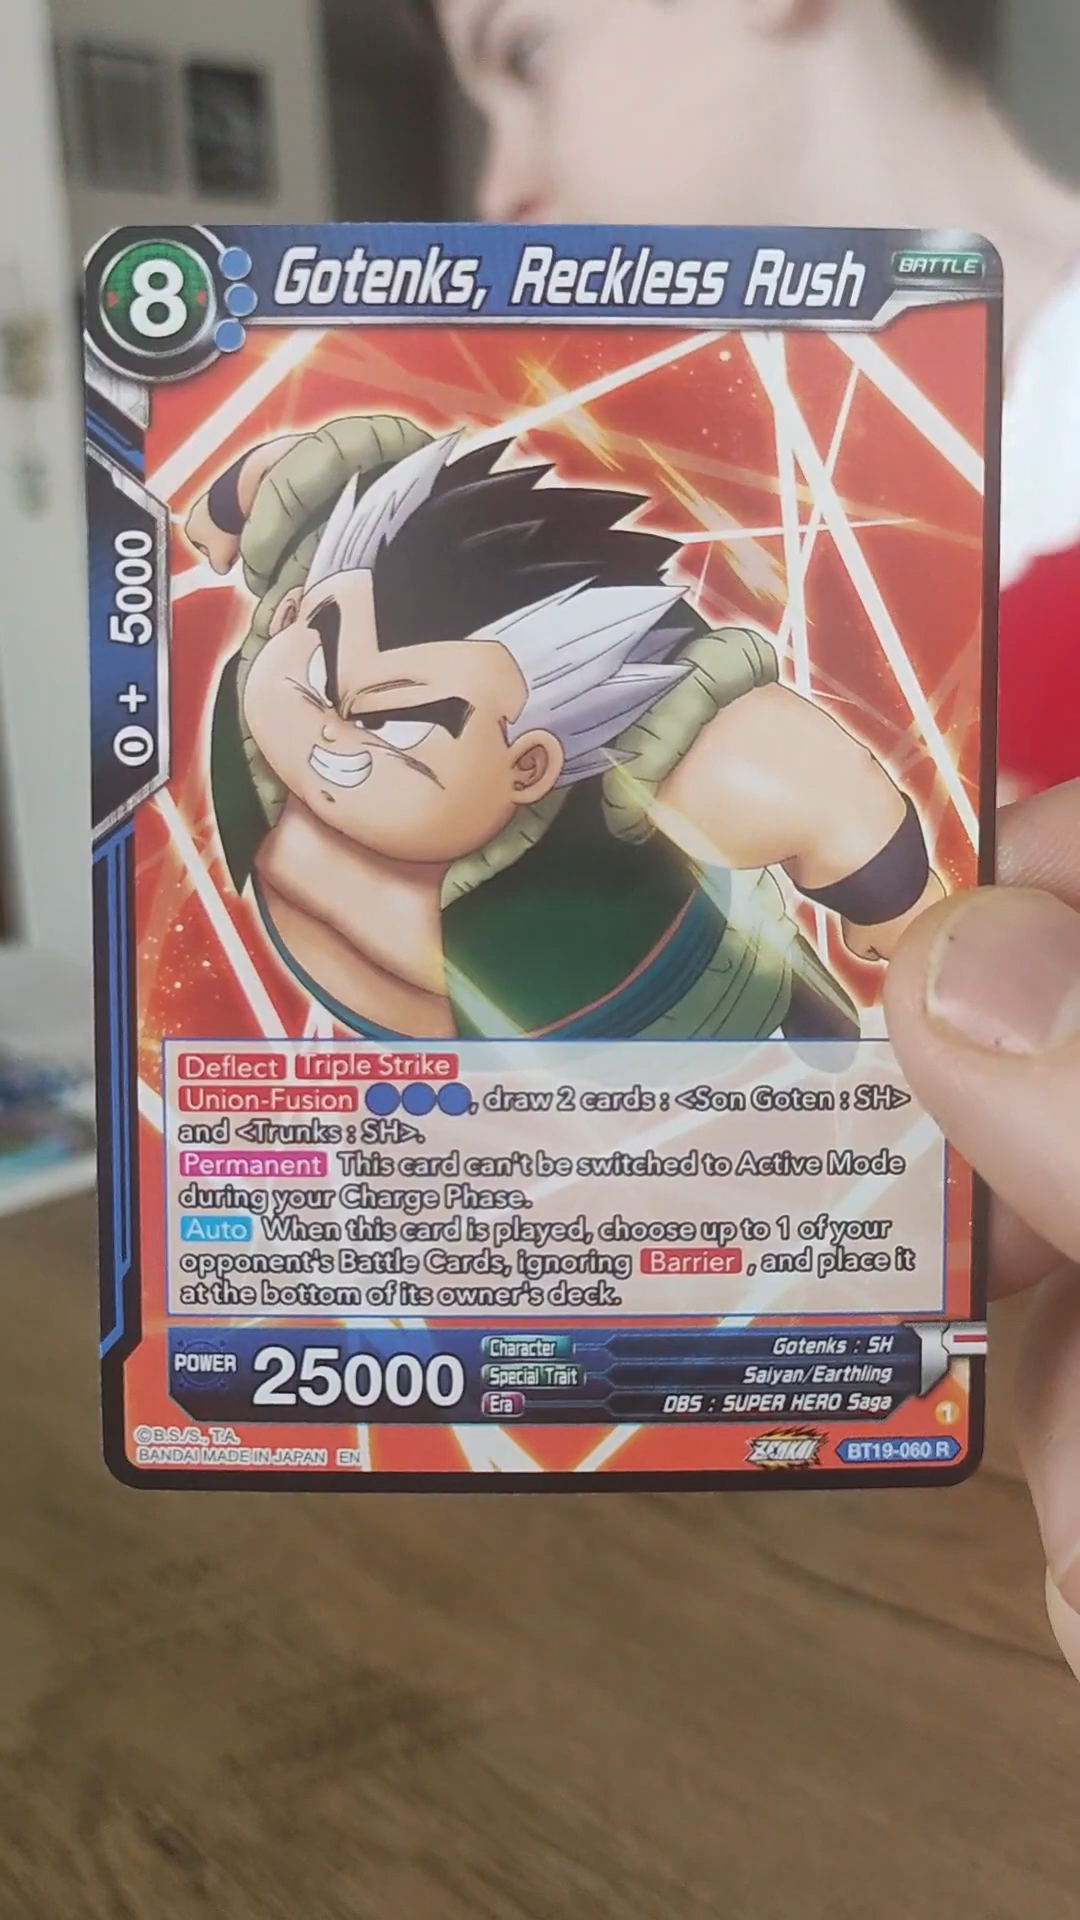 8
Gotenks, Reckless Rush
BATTLE
0 + 5000
Deflect Triple Strike
Union-Fusion , draw 2 cards : <Son Goten : SH>
and <Trunks : SH>.
Permanent This card can't be switched to Active Mode
during your Charge Phase.
Auto When this card is played, choose up to 1 of your
opponent's Battle Cards, ignoring Barrier , and place it
at the bottom of its owner's deck.
POWER 25000
Character Gotenks : SH
Special Trait Saiyan/Earthling
Era DBS : SUPER HERO Saga
1
©B.S./S., T.A.
BANDAI MADE IN JAPAN EN
ZENKAI
BT19-060 R